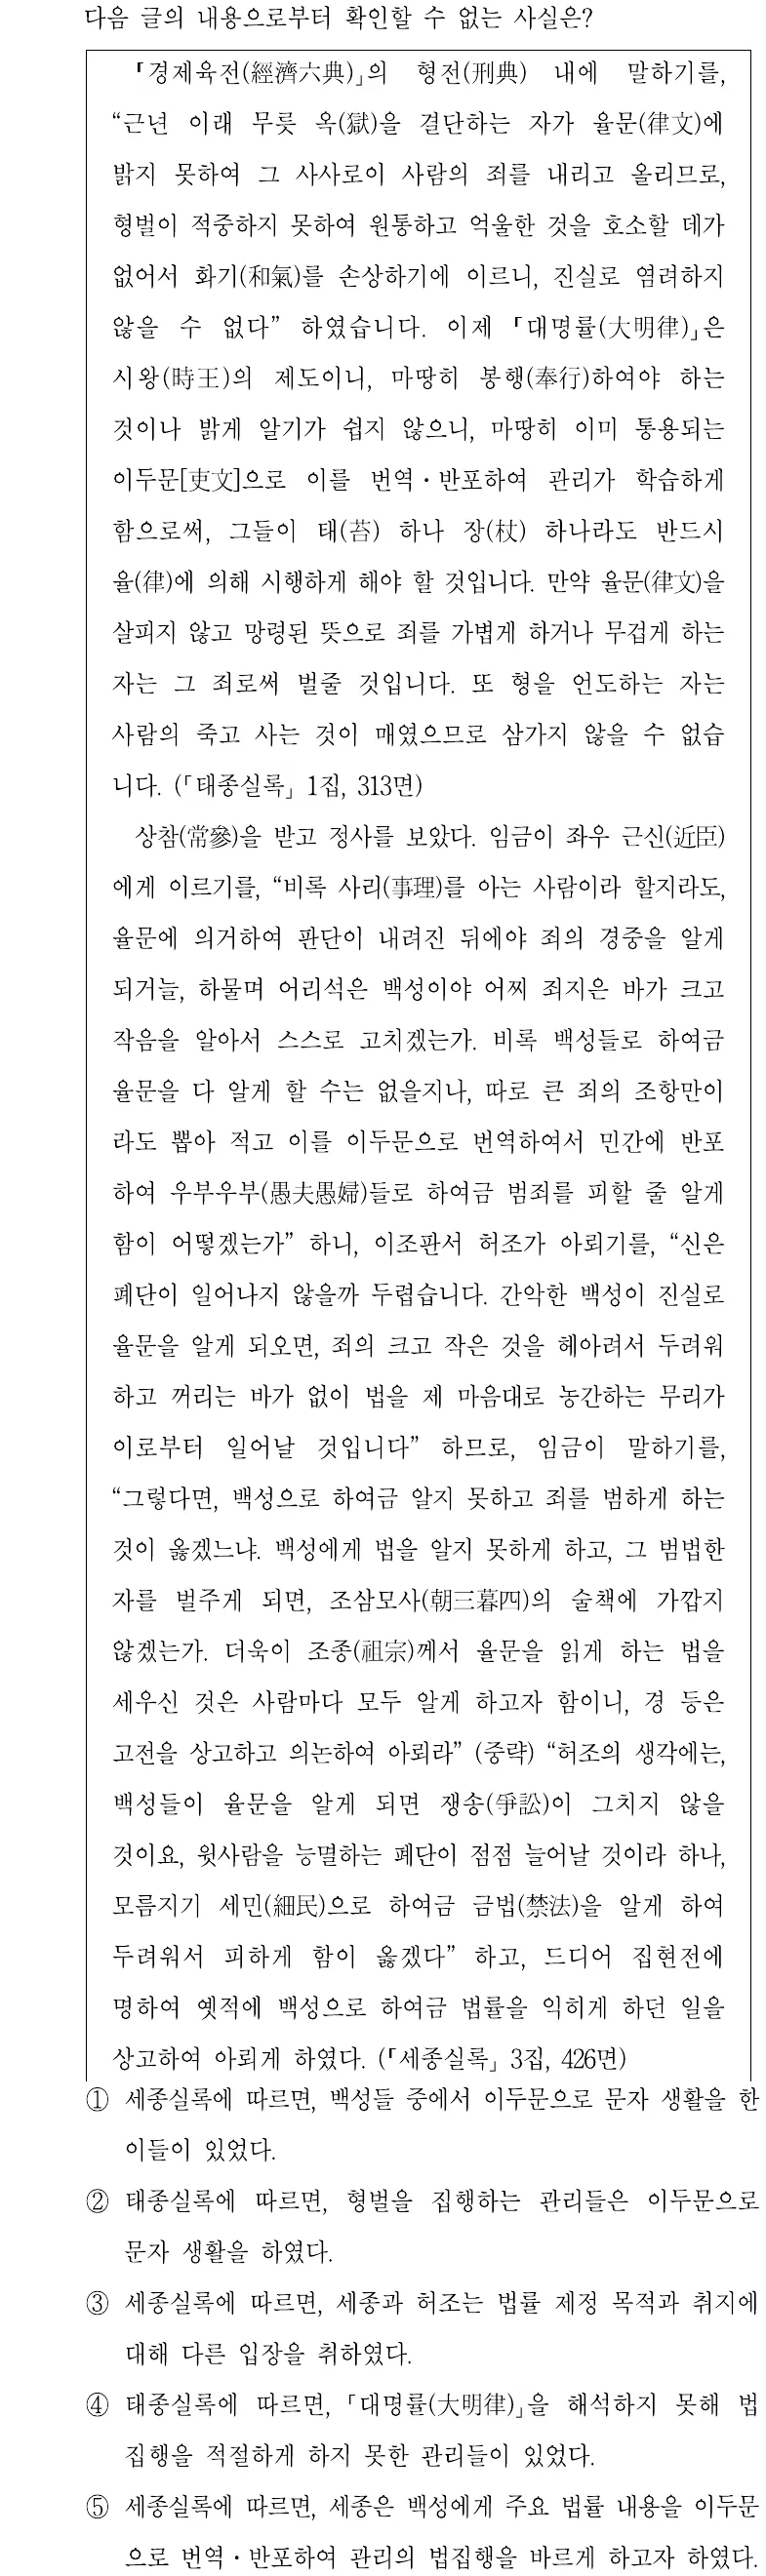 다음 글의 내용으로부터 확인할 수 없는 사실은?
「경제육전(經濟六典)」의 형전(刑典) 내에 말하기를,
“근년 이래 무릇 옥(獄)을 결단하는 자가 율문(律文)에
밝지 못하여 그 사사로이 사람의 죄를 내리고 올리므로,
형벌이 적중하지 못하여 원통하고 억울한 것을 호소할 데가
없어서 화기(和氣)를 손상하기에 이르니, 진실로 염려하지
않을 수 없다” 하였습니다. 이제 「대명률(大明律)」은
시왕(時王)의 제도이니, 마땅히 봉행(奉行)하여야 하는
것이나 밝게 알기가 쉽지 않으니, 마땅히 이미 통용되는
이두문[吏文]으로 이를 번역·반포하여 관리가 학습하게
함으로써, 그들이 태(笞) 하나 장(杖) 하나라도 반드시
율(律)에 의해 시행하게 해야 할 것입니다. 만약 율문(律文)을
살피지 않고 망령된 뜻으로 죄를 가볍게 하거나 무겁게 하는
자는 그 죄로써 벌줄 것입니다. 또 형을 언도하는 자는
사람의 죽고 사는 것이 매였으므로 삼가지 않을 수 없습
니다. (「태종실록」 1집, 313면)
상참(常參)을 받고 정사를 보았다. 임금이 좌우 근신(近臣)
에게 이르기를, “비록 사리(事理)를 아는 사람이라 할지라도,
율문에 의거하여 판단이 내려진 뒤에야 죄의 경중을 알게
되거늘, 하물며 어리석은 백성이야 어찌 죄지은 바가 크고
작음을 알아서 스스로 고치겠는가. 비록 백성들로 하여금
율문을 다 알게 할 수는 없을지나, 따로 큰 죄의 조항만이
라도 뽑아 적고 이를 이두문으로 번역하여서 민간에 반포
하여 우부우부(愚夫愚婦)들로 하여금 범죄를 피할 줄 알게
함이 어떻겠는가” 하니, 이조판서 허조가 아뢰기를, “신은
폐단이 일어나지 않을까 두렵습니다. 간악한 백성이 진실로
율문을 알게 되오면, 죄의 크고 작은 것을 헤아려서 두려워
하고 꺼리는 바가 없이 법을 제 마음대로 농간하는 무리가
이로부터 일어날 것입니다” 하므로, 임금이 말하기를,
“그렇다면, 백성으로 하여금 알지 못하고 죄를 범하게 하는
것이 옳겠느냐. 백성에게 법을 알지 못하게 하고, 그 범법한
자를 벌주게 되면, 조삼모사(朝三暮四)의 술책에 가깝지
않겠는가. 더욱이 조종(祖宗)께서 율문을 읽게 하는 법을
세우신 것은 사람마다 모두 알게 하고자 함이니, 경 등은
고전을 상고하고 의논하여 아뢰라” (중략) “허조의 생각에는,
백성들이 율문을 알게 되면 쟁송(爭訟)이 그치지 않을
것이요, 윗사람을 능멸하는 폐단이 점점 늘어날 것이라 하나,
모름지기 세민(細民)으로 하여금 금법(禁法)을 알게 하여
두려워서 피하게 함이 옳겠다” 하고, 드디어 집현전에
명하여 옛적에 백성으로 하여금 법률을 익히게 하던 일을
상고하여 아뢰게 하였다. (「세종실록」 3집, 426면)
① 세종실록에 따르면, 백성들 중에서 이두문으로 문자 생활을 한
이들이 있었다.
② 태종실록에 따르면, 형벌을 집행하는 관리들은 이두문으로
문자 생활을 하였다.
③ 세종실록에 따르면, 세종과 허조는 법률 제정 목적과 취지에
대해 다른 입장을 취하였다.
④ 태종실록에 따르면, 「대명률(大明律)」을 해석하지 못해 법
집행을 적절하게 하지 못한 관리들이 있었다.
⑤ 세종실록에 따르면, 세종은 백성에게 주요 법률 내용을 이두문
으로 번역·반포하여 관리의 법집행을 바르게 하고자 하였다.